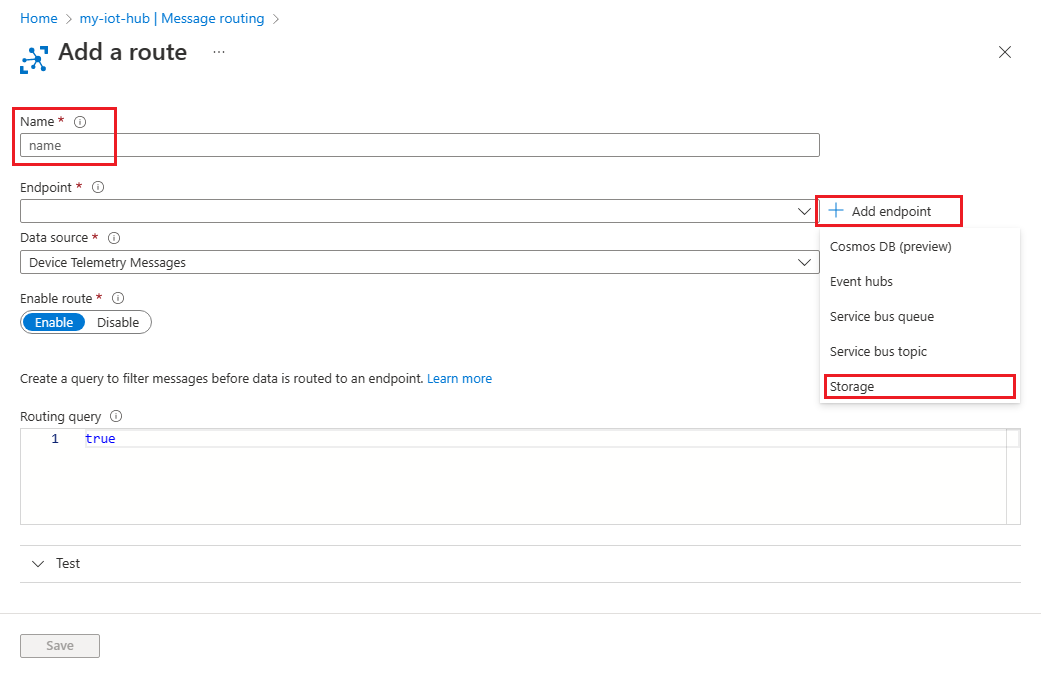 Home > my-iot-hub | Message routing >
Add a route ...
Name *
name
Endpoint *
Add endpoint
Data source *
Device Telemetry Messages
Cosmos DB (preview)
Event hubs
Enable route *
Enable Disable
Service bus queue
Service bus topic
Create a query to filter messages before data is routed to an endpoint. Learn more
Storage
Routing query
1 true
Test
Save